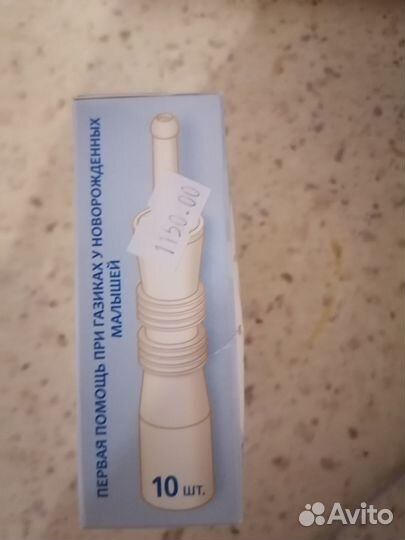 ПЕРВАЯ ПОМОЩЬ ПРИ ГАЗИКАХ У НОВОРОЖДЕННЫХ
МАЛЫШЕЙ
1150.00
10 шт.
Avito